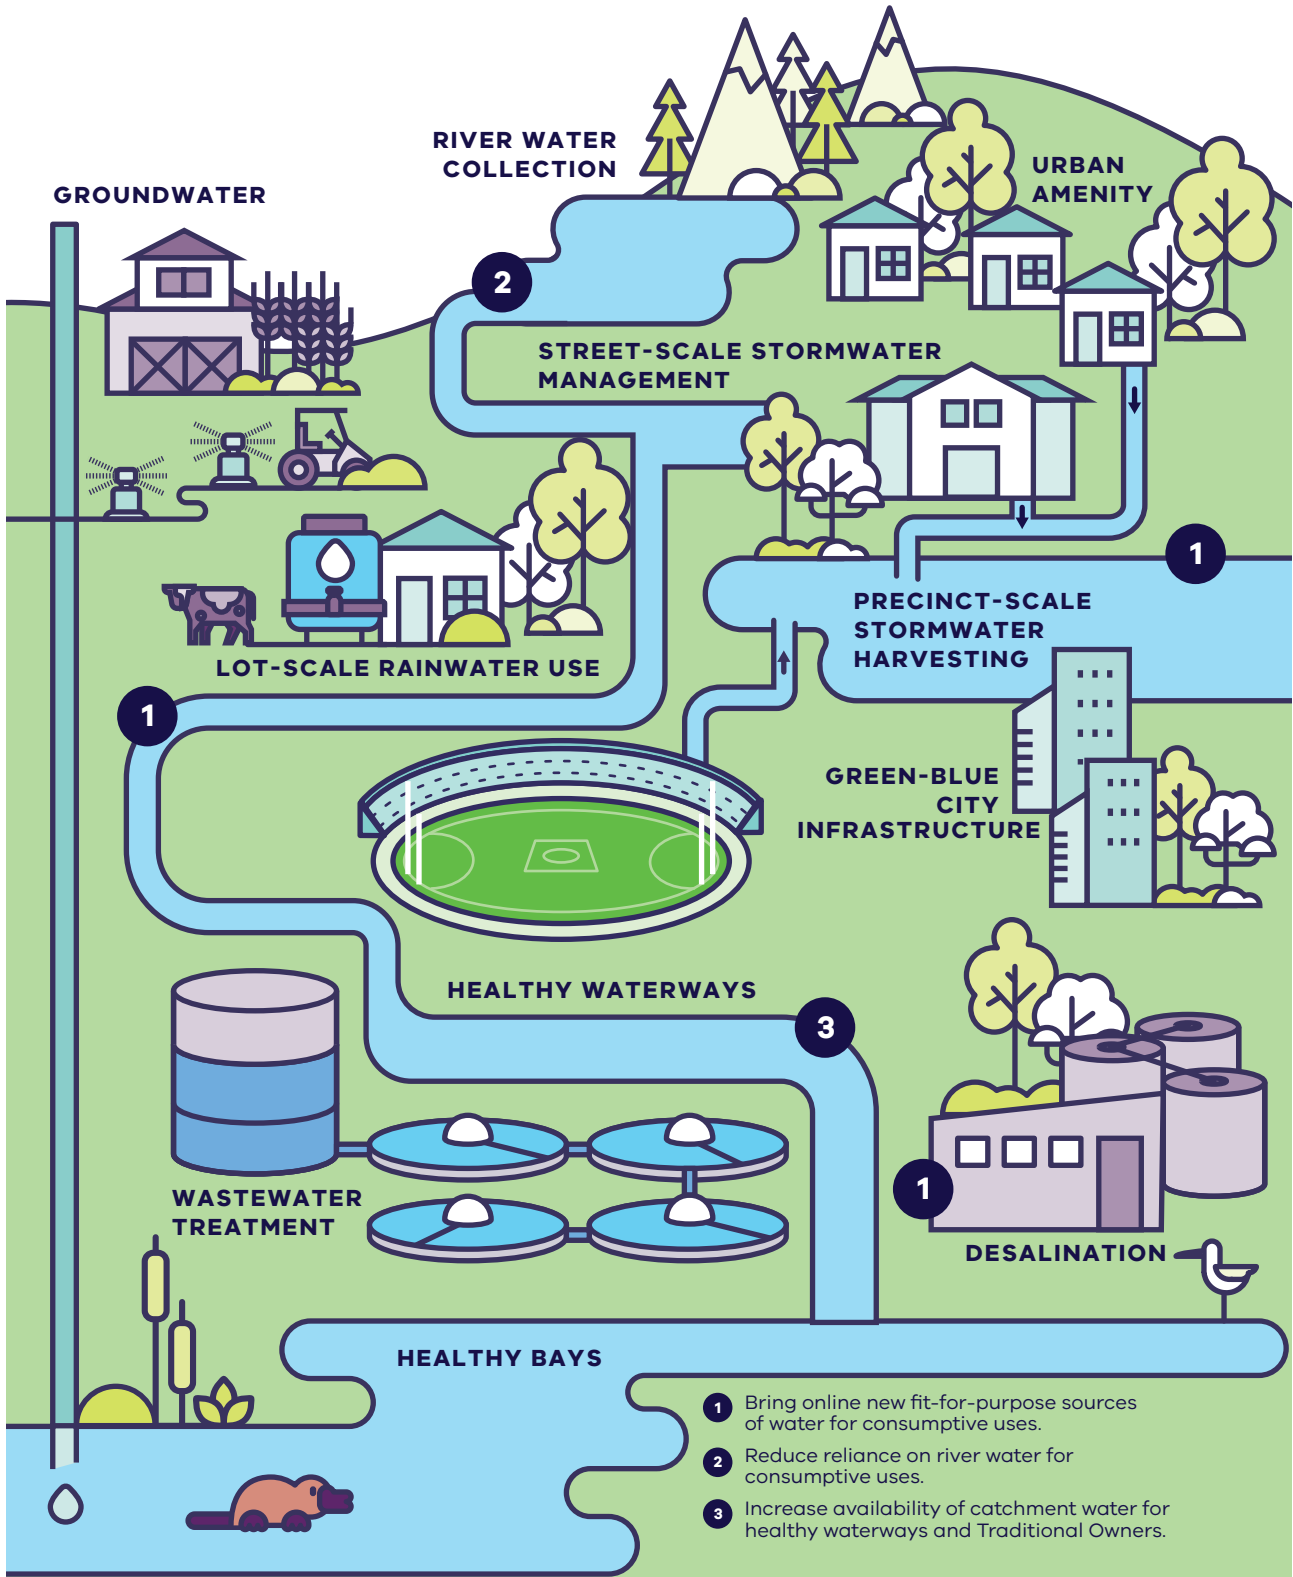 RIVER WATER
COLLECTION
URBAN
AMENITY
GROUNDWATER
2
STREET-SCALE STORMWATER
MANAGEMENT
1
PRECINCT-SCALE
STORMWATER
HARVESTING
LOT-SCALE RAINWATER USE
1
GREEN-BLUE
CITY
INFRASTRUCTURE
HEALTHY WATERWAYS
3
WASTEWATER
TREATMENT
1
DESALINATION
HEALTHY BAYS
1 Bring online new fit-for-purpose sources
of water for consumptive uses.
2 Reduce reliance on river water for
consumptive uses.
3 Increase availability of catchment water for
healthy waterways and Traditional Owners.